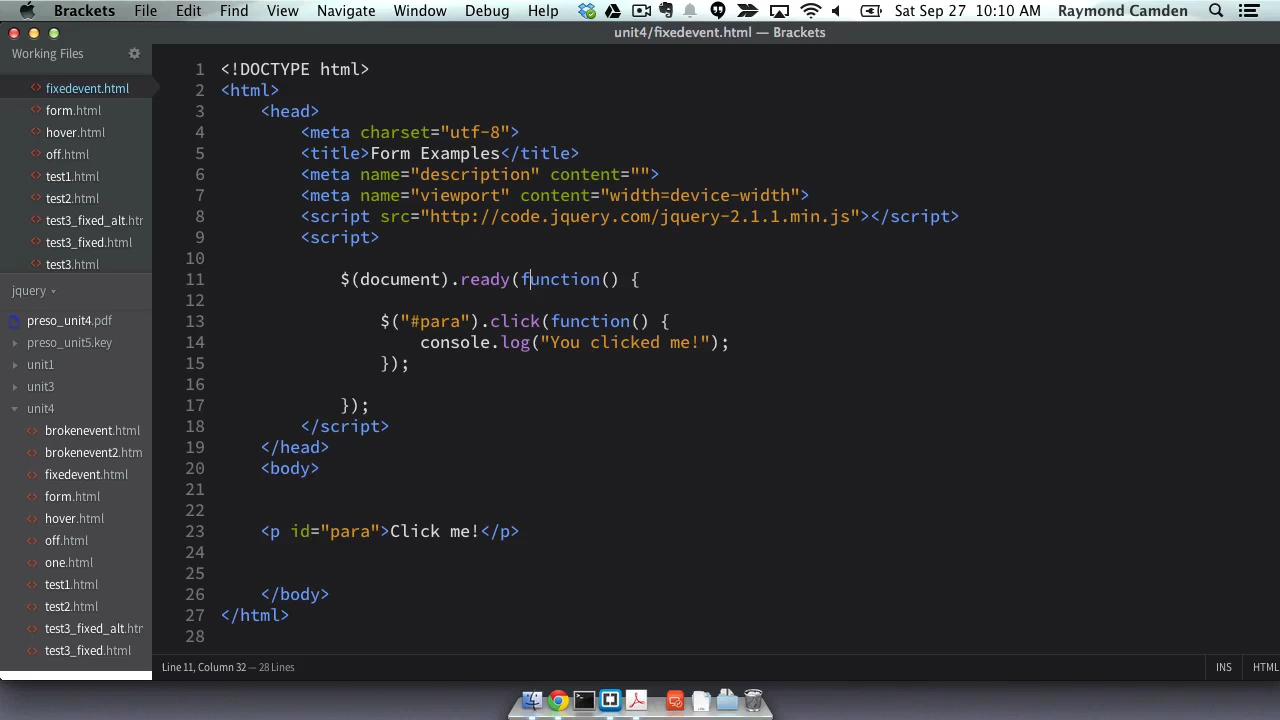 Brackets File Edit Find View Navigate Window Debug Help Sat Sep 27 10:10 AM Raymond Camden
unit4/fixedevent.html — Brackets
Working Files
fixedevent.html
form.html
hover.html
off.html
test1.html
test2.html
test3_fixed_alt.htr
test3_fixed.html
test3.html
jquery
preso_unit4.pdf
preso_unit5.key
unit1
unit3
unit4
brokenevent.html
brokenevent2.htm
fixedevent.html
form.html
hover.html
off.html
one.html
test1.html
test2.html
test3_fixed_alt.htr
test3_fixed.html
1 <!DOCTYPE html>
2 <html>
3 <head>
4 <meta charset="utf-8">
5 <title>Form Examples</title>
6 <meta name="description" content="">
7 <meta name="viewport" content="width=device-width">
8 <script src="http://code.jquery.com/jquery-2.1.1.min.js"></script>
9 <script>
10
11 $(document).ready(function() {
12
13 $("#para").click(function() {
14 console.log("You clicked me!");
15 });
16
17 });
18 </script>
19 </head>
20 <body>
21
22
23 <p id="para">Click me!</p>
24
25
26 </body>
27 </html>
28
Line 11, Column 32 — 28 Lines
INS HTML